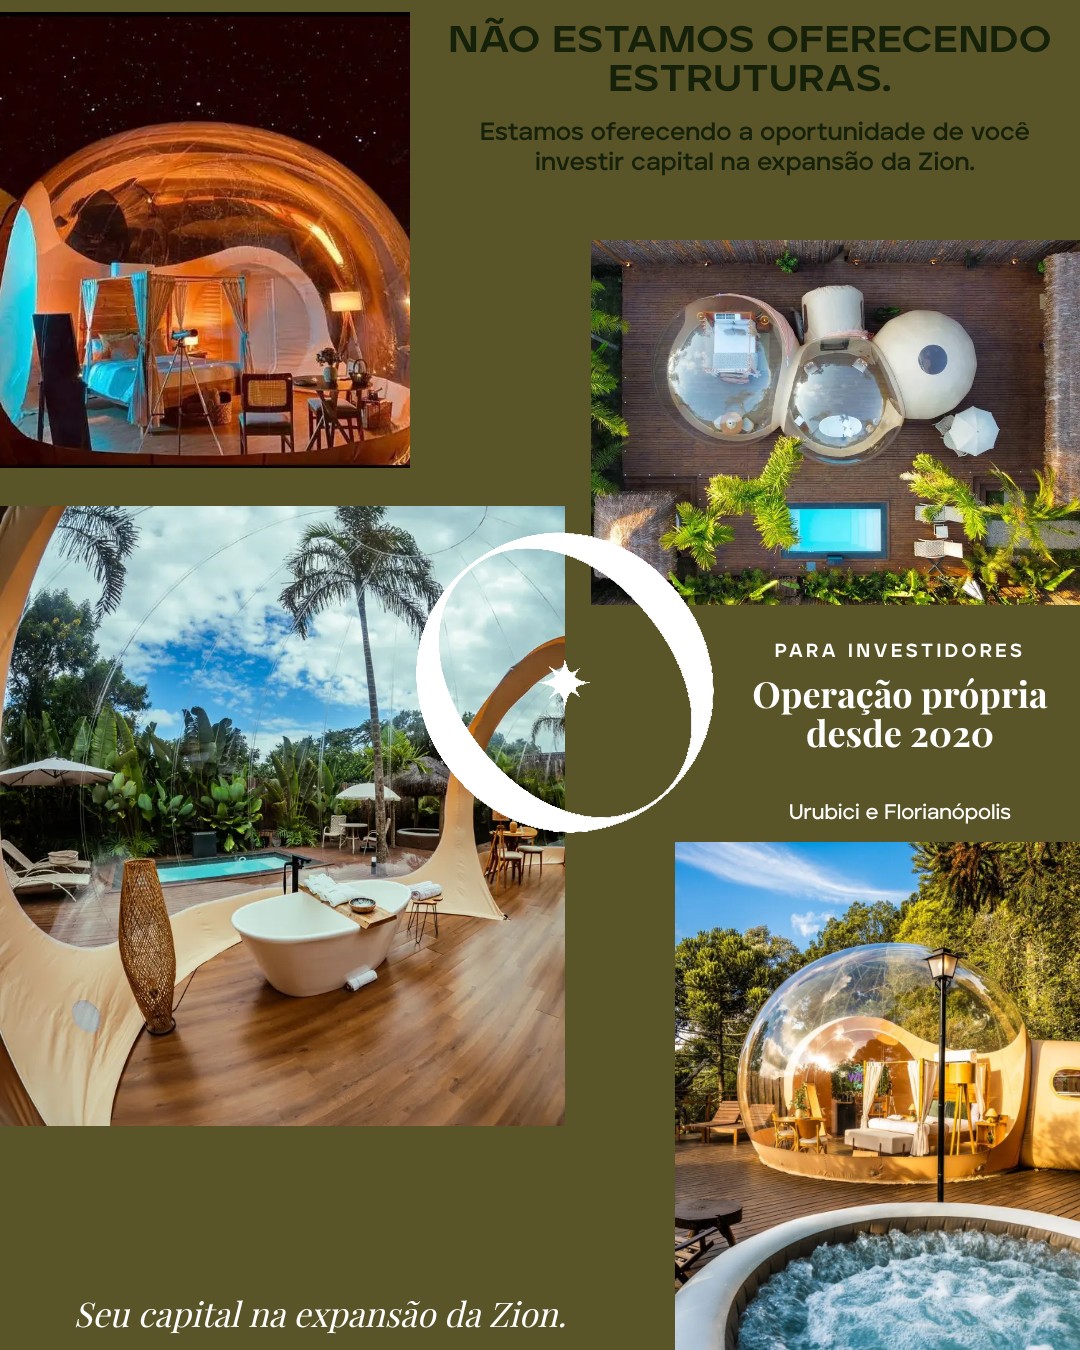 NÃO ESTAMOS OFERECENDO
ESTRUTURAS.
Estamos oferecendo a oportunidade de você
investir capital na expansão da Zion.
PARA INVESTIDORES
Operação própria
desde 2020
Urubici e Florianópolis
Seu capital na expansão da Zion.